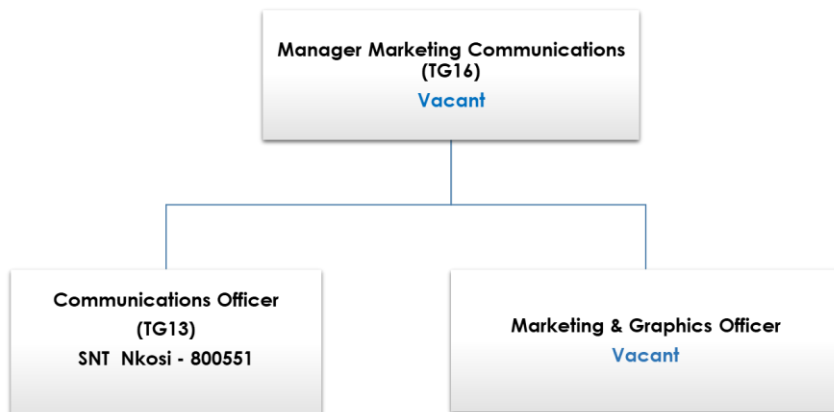 Manager Marketing Communications
(TG16)
Vacant
Communications Officer
(TG13)
SNT Nkosi - 800551
Marketing & Graphics Officer
Vacant